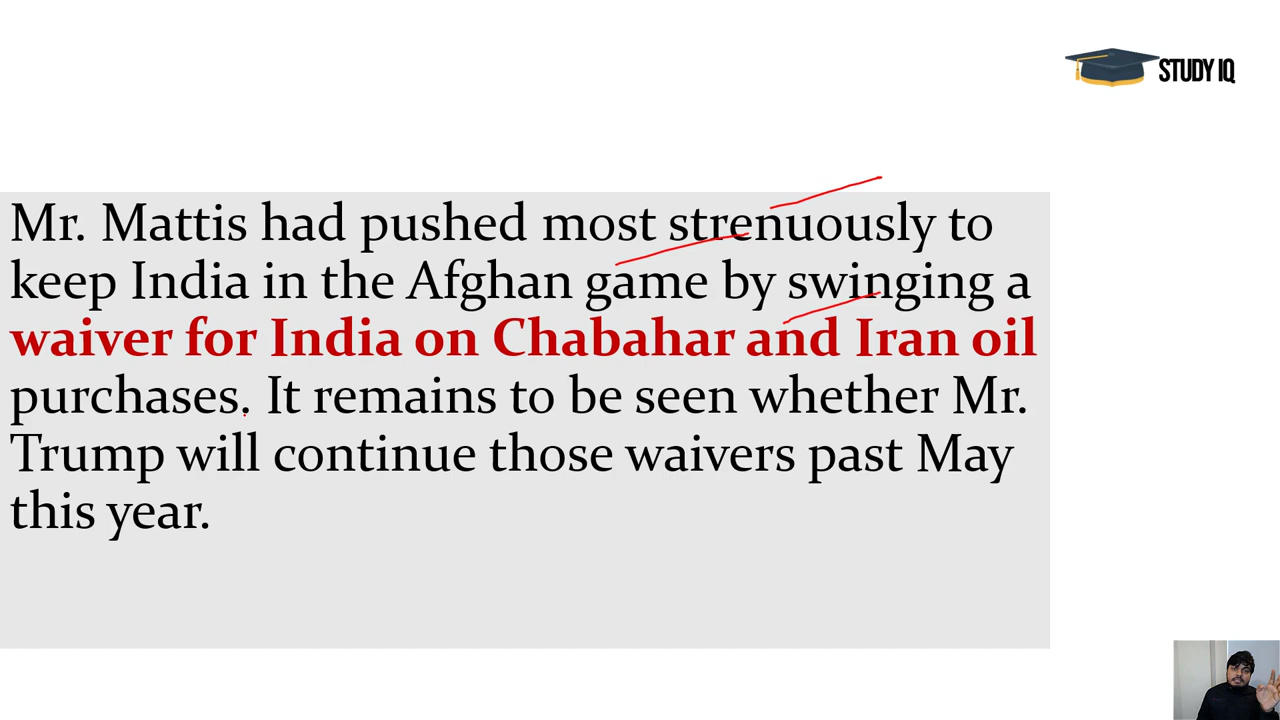 STUDY IQ
Mr. Mattis had pushed most strenuously to
keep India in the Afghan game by swinging a
waiver for India on Chabahar and Iran oil
purchases. It remains to be seen whether Mr.
Trump will continue those waivers past May
this year.